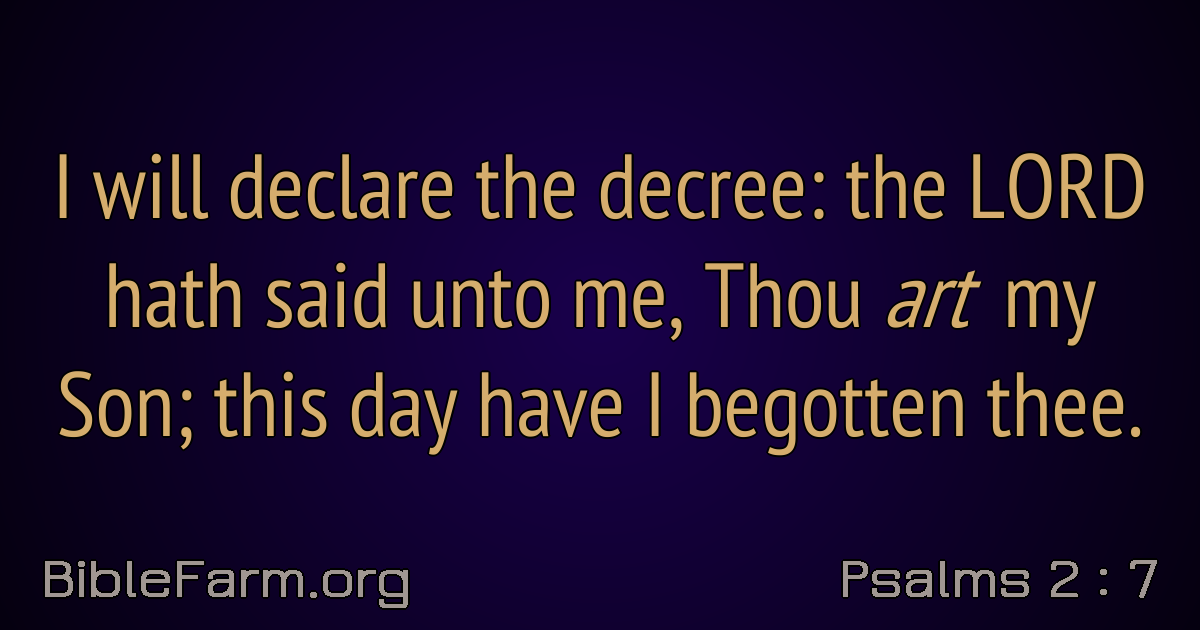 I will declare the decree: the LORD
hath said unto me, Thou art my
Son; this day have I begotten thee.
BibleFarm.org
Psalms 2 : 7